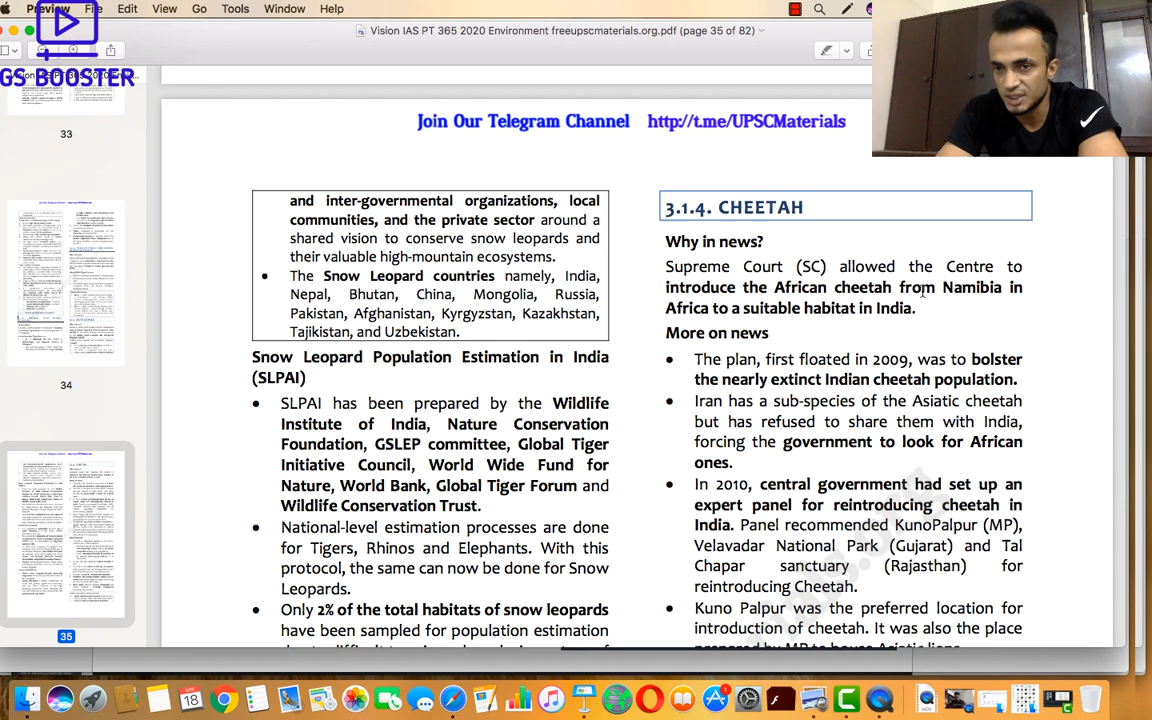 Preview File Edit View Go Tools Window Help
Vision IAS PT 365 2020 Environment freeupscmaterials.org.pdf (page 35 of 82)
GS BOOSTER
33
34
35
Join Our Telegram Channel http://t.me/UPSCMaterials
and inter-governmental organizations, local
communities, and the private sector around a
shared vision to conserve snow leopards and
their valuable high-mountain ecosystems.
• The Snow Leopard countries namely, India,
Nepal, Bhutan, China, Mongolia, Russia,
Pakistan, Afghanistan, Kyrgyzstan, Kazakhstan,
Tajikistan, and Uzbekistan.
Snow Leopard Population Estimation in India
(SLPAI)
• SLPAI has been prepared by the Wildlife
Institute of India, Nature Conservation
Foundation, GSLEP committee, Global Tiger
Initiative Council, World Wide Fund for
Nature, World Bank, Global Tiger Forum and
Wildlife Conservation Trust.
• National-level estimation protocols are done
for Tigers, Rhinos and Elephants. With this
protocol, the same can now be done for Snow
Leopards.
• Only 2% of the total habitats of snow leopards
have been sampled for population estimation
3.1.4. CHEETAH
Why in news?
Supreme Court (SC) allowed the Centre to
introduce the African cheetah from Namibia in
Africa to a suitable habitat in India.
More on news
• The plan, first floated in 2009, was to bolster
the nearly extinct Indian cheetah population.
• Iran has a sub-species of the Asiatic cheetah
but has refused to share them with India,
forcing the government to look for African
ones.
• In 2010, central government had set up an
expert panel for reintroducing cheetah in
India. Panel recommended KunoPalpur (MP),
Velavadar National Park (Gujarat) and Tal
Chapar sanctuary (Rajasthan) for
reintroducing Cheetah.
• Kuno Palpur was the preferred location for
introduction of cheetah. It was also the place
prepared by MP to house Asiatic lions
APR
18